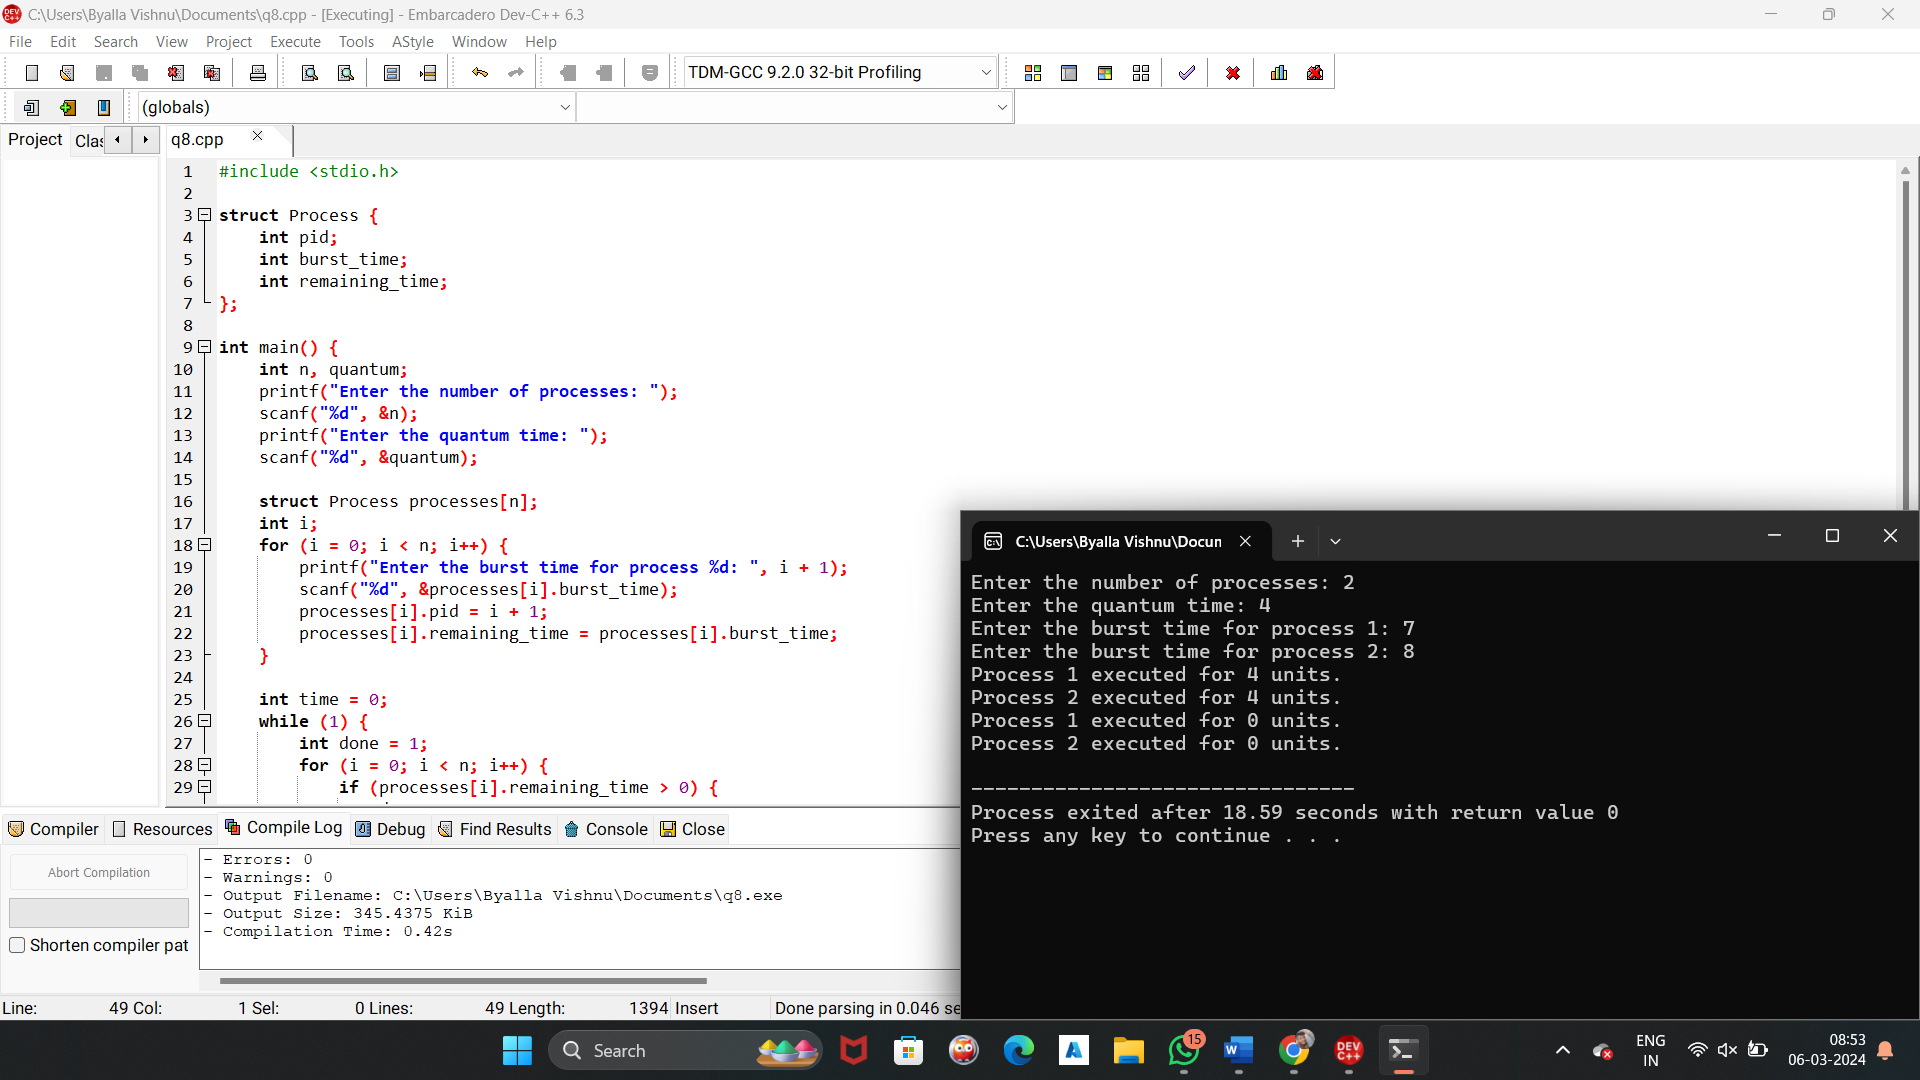 C:\Users\Byalla Vishnu\Documents\q8.cpp - [Executing] - Embarcadero Dev-C++ 6.3
File Edit Search View Project Execute Tools AStyle Window Help
TDM-GCC 9.2.0 32-bit Profiling
(globals)
Project Clas q8.cpp
1 #include <stdio.h>
2
3 struct Process {
4 int pid;
5 int burst_time;
6 int remaining_time;
7 };
8
9 int main() {
10 int n, quantum;
11 printf("Enter the number of processes: ");
12 scanf("%d", &n);
13 printf("Enter the quantum time: ");
14 scanf("%d", &quantum);
15
16 struct Process processes[n];
17 int i;
18 for (i = 0; i < n; i++) {
19 printf("Enter the burst time for process %d: ", i + 1);
20 scanf("%d", &processes[i].burst_time);
21 processes[i].pid = i + 1;
22 processes[i].remaining_time = processes[i].burst_time;
23 }
24
25 int time = 0;
26 while (1) {
27 int done = 1;
28 for (i = 0; i < n; i++) {
29 if (processes[i].remaining_time > 0) {
C:\Users\Byalla Vishnu\Docun
Enter the number of processes: 2
Enter the quantum time: 4
Enter the burst time for process 1: 7
Enter the burst time for process 2: 8
Process 1 executed for 4 units.
Process 2 executed for 4 units.
Process 1 executed for 0 units.
Process 2 executed for 0 units.
--------------------------------
Process exited after 18.59 seconds with return value 0
Press any key to continue . . .
Compiler Resources Compile Log Debug Find Results Console Close
Abort Compilation
Shorten compiler pat
- Errors: 0
- Warnings: 0
- Output Filename: C:\Users\Byalla Vishnu\Documents\q8.exe
- Output Size: 345.4375 KiB
- Compilation Time: 0.42s
Line: 49 Col: 1 Sel: 0 Lines: 49 Length: 1394 Insert Done parsing in 0.046 se
Search
15
DEV C++
ENG
IN
08:53
06-03-2024